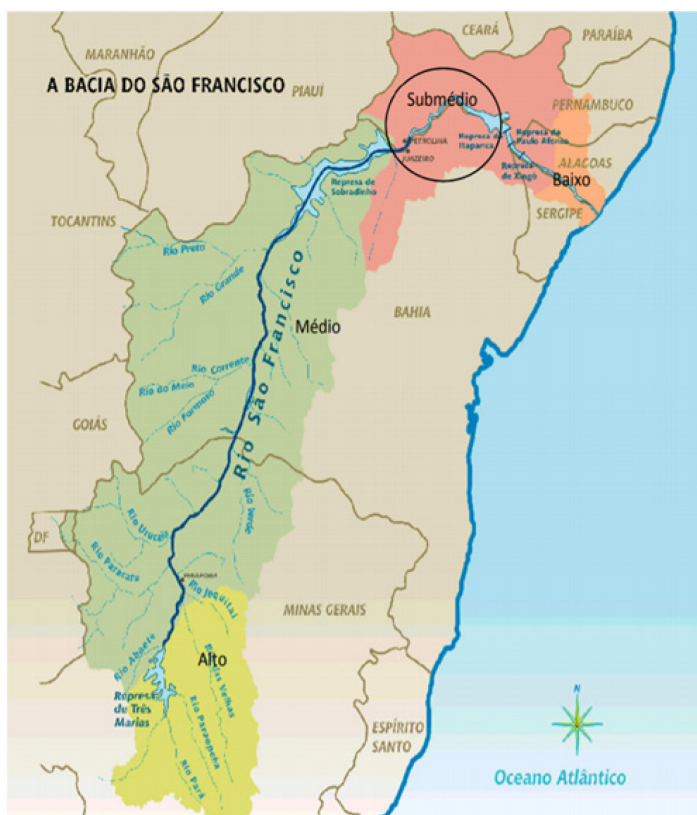 CEARÁ
PARAÍBA
MARANHÃO
A BACIA DO SÃO FRANCISCO
PIAUÍ
Submédio
PERNAMBUCO
PETROLINA
JUAZEIRO
Represa de
Itaparica
Represa de
Paulo Afonso
Represa
de Xingó
ALAGOAS
Baixo
SERGIPE
Represa de
Sobradinho
TOCANTINS
Rio Preto
Rio Grande
Rio São Francisco
BAHIA
Médio
Rio Corrente
Rio do Meio
Rio Formoso
GOIÁS
Rio Verde
DF
Rio Urucuia
Rio Paracatu
PIRAPORA
Rio Jequitaí
MINAS GERAIS
Rio Abaeté
Alto
Rio das Velhas
Represa
de Três
Marias
Rio Paraopeba
Rio Pará
ESPÍRITO
SANTO
N
Oceano Atlântico